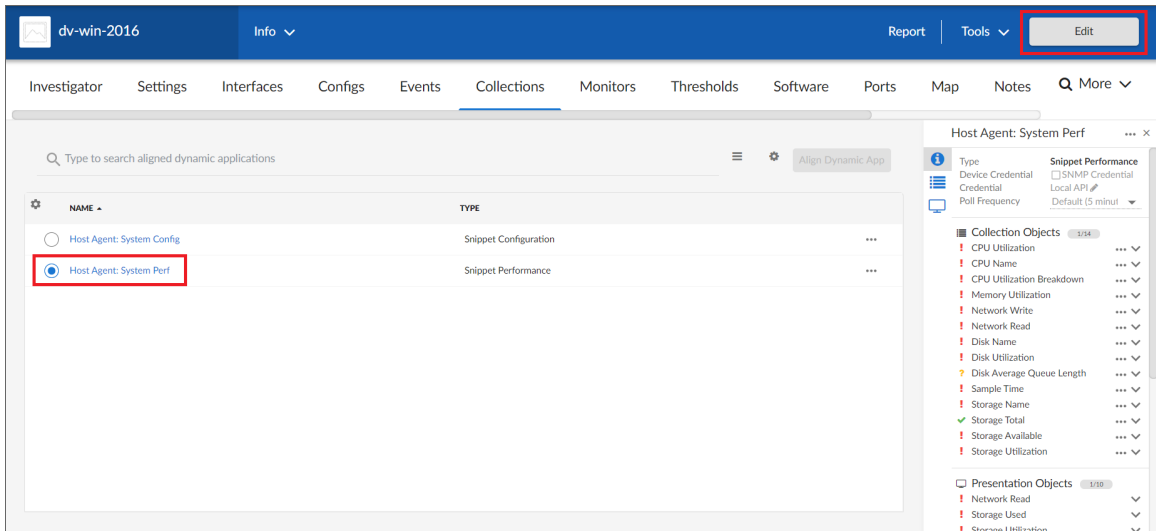 dv-win-2016
Info
Report
Tools
Edit
Investigator Settings Interfaces Configs Events Collections Monitors Thresholds Software Ports Map Notes More
Type to search aligned dynamic applications
Align Dynamic App
NAME TYPE
Host Agent: System Config Snippet Configuration
Host Agent: System Perf Snippet Performance
Host Agent: System Perf
Type Snippet Performance
Device Credential SNMP Credential
Credential Local API
Poll Frequency Default (5 minut
Collection Objects 1/14
! CPU Utilization
! CPU Name
! CPU Utilization Breakdown
! Memory Utilization
! Network Write
! Network Read
! Disk Name
! Disk Utilization
? Disk Average Queue Length
! Sample Time
! Storage Name
Storage Total
! Storage Available
! Storage Utilization
Presentation Objects 1/10
! Network Read
! Storage Used
! Storage Utilization